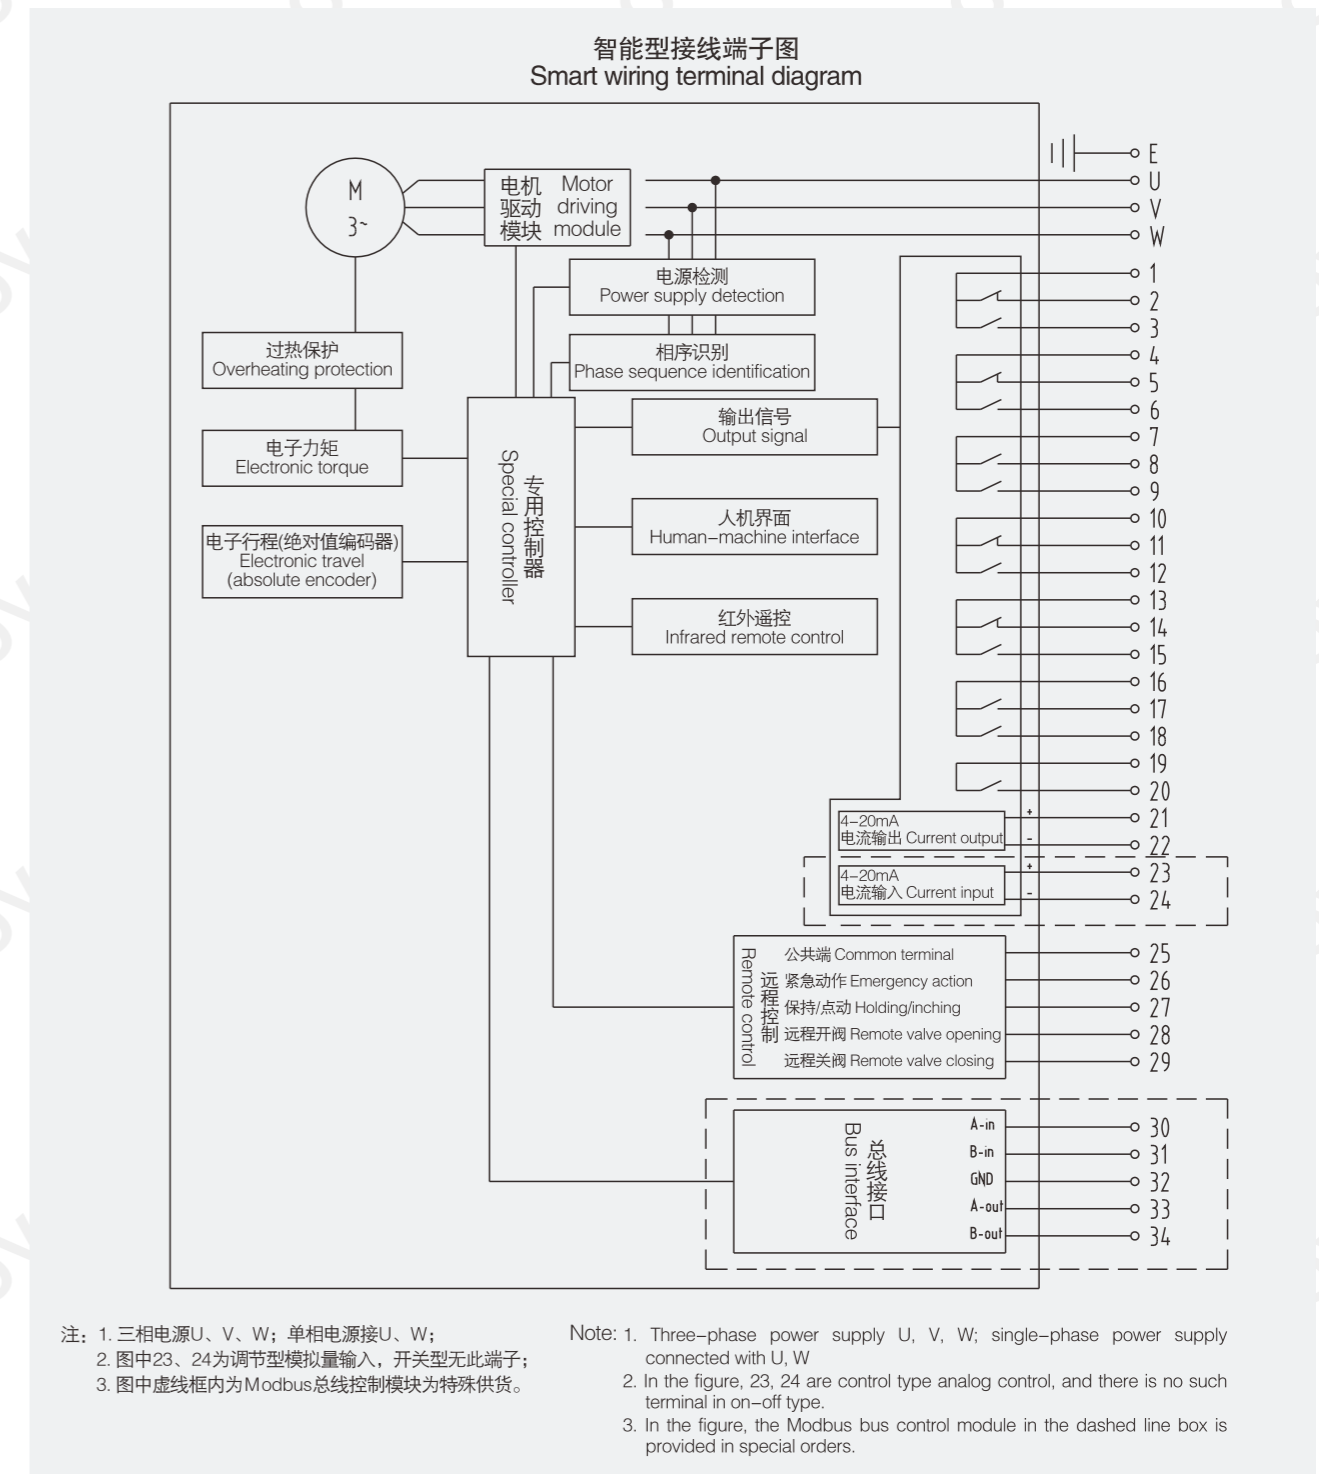 智能型接线端子图
Smart wiring terminal diagram
E
M
3~
电机 Motor
驱动 driving
模块 module
U
V
W
电源检测
Power supply detection
1
2
3
过热保护
Overheating protection
相序识别
Phase sequence identification
4
5
6
输出信号
Output signal
电子力矩
Electronic torque
专用控制器
Special controller
7
8
9
人机界面
Human–machine interface
电子行程(绝对值编码器)
Electronic travel
(absolute encoder)
10
11
12
红外遥控
Infrared remote control
13
14
15
16
17
18
19
20
4–20mA
电流输出 Current output
+
-
21
22
4–20mA
电流输入 Current input
+
-
23
24
远程控制
Remote control
公共端 Common terminal
25
紧急动作 Emergency action
26
保持/点动 Holding/inching
27
远程开阀 Remote valve opening
28
远程关阀 Remote valve closing
29
总线接口
Bus interface
A-in
30
B-in
31
GND
32
A-out
33
B-out
34
注：1. 三相电源U、V、W；单相电源接U、W；
2. 图中23、24为调节型模拟量输入，开关型无此端子；
3. 图中虚线框内为Modbus总线控制模块为特殊供货。
Note: 1. Three–phase power supply U, V, W; single–phase power supply
connected with U, W
2. In the figure, 23, 24 are control type analog control, and there is no such
terminal in on–off type.
3. In the figure, the Modbus bus control module in the dashed line box is
provided in special orders.